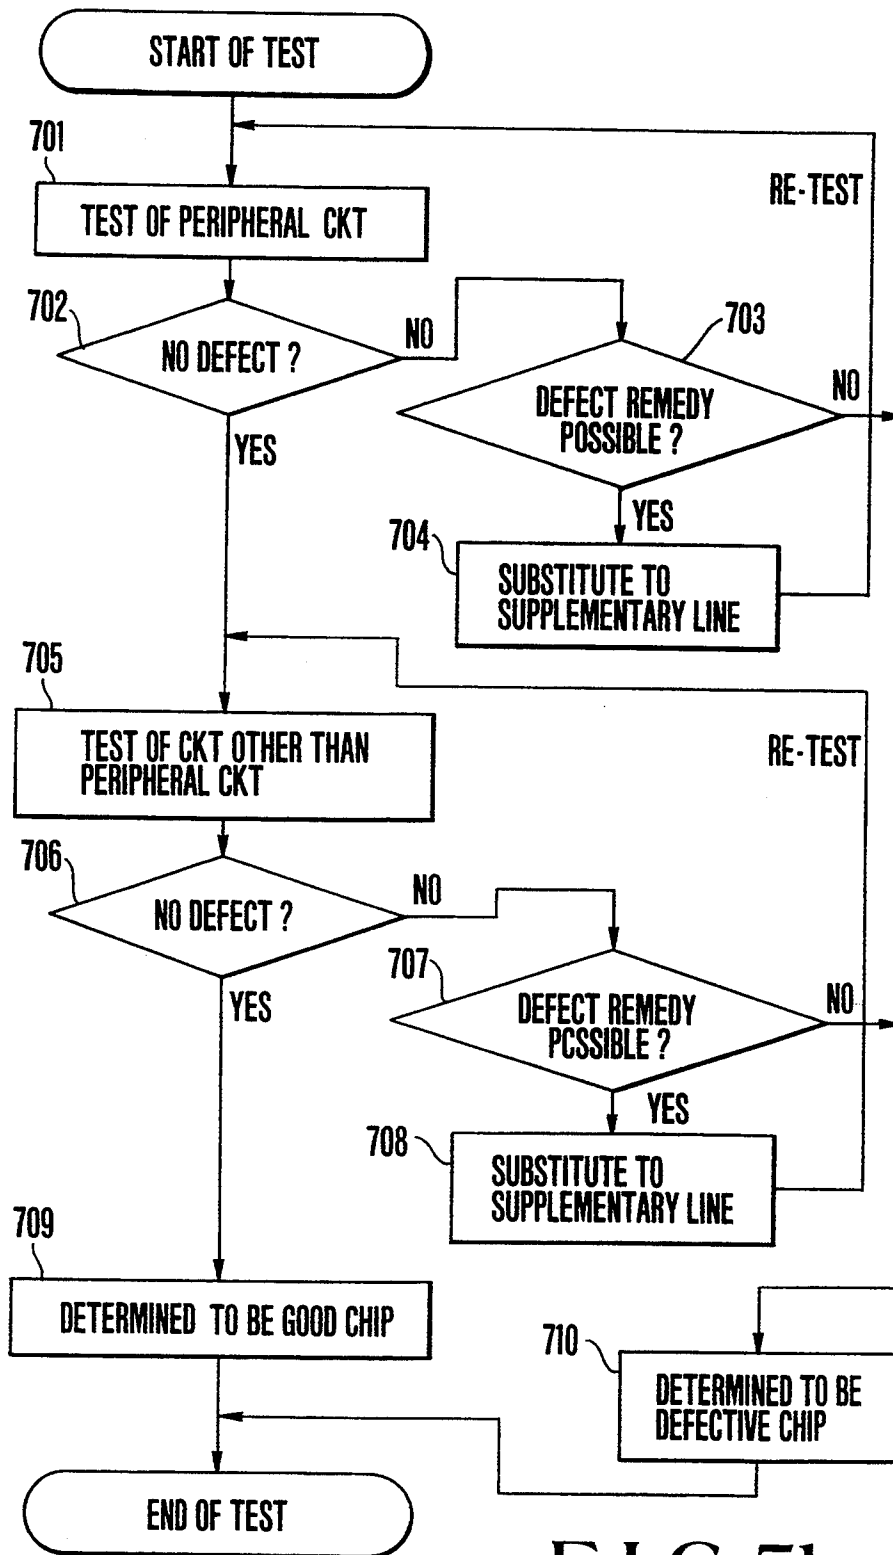 START OF TEST
701
RE-TEST
TEST OF PERIPHERAL CKT
702
NO
703
NO DEFECT ?
NO
DEFECT REMEDY
POSSIBLE ?
YES
YES
704
SUBSTITUTE TO
SUPPLEMENTARY LINE
705
TEST OF CKT OTHER THAN
PERIPHERAL CKT
RE-TEST
706
NO
NO DEFECT ?
707
NO
DEFECT REMEDY
PCSSIBLE ?
YES
YES
708
SUBSTITUTE TO
SUPPLEMENTARY LINE
709
DETERMINED TO BE GOOD CHIP
710
DETERMINED TO BE
DEFECTIVE CHIP
END OF TEST